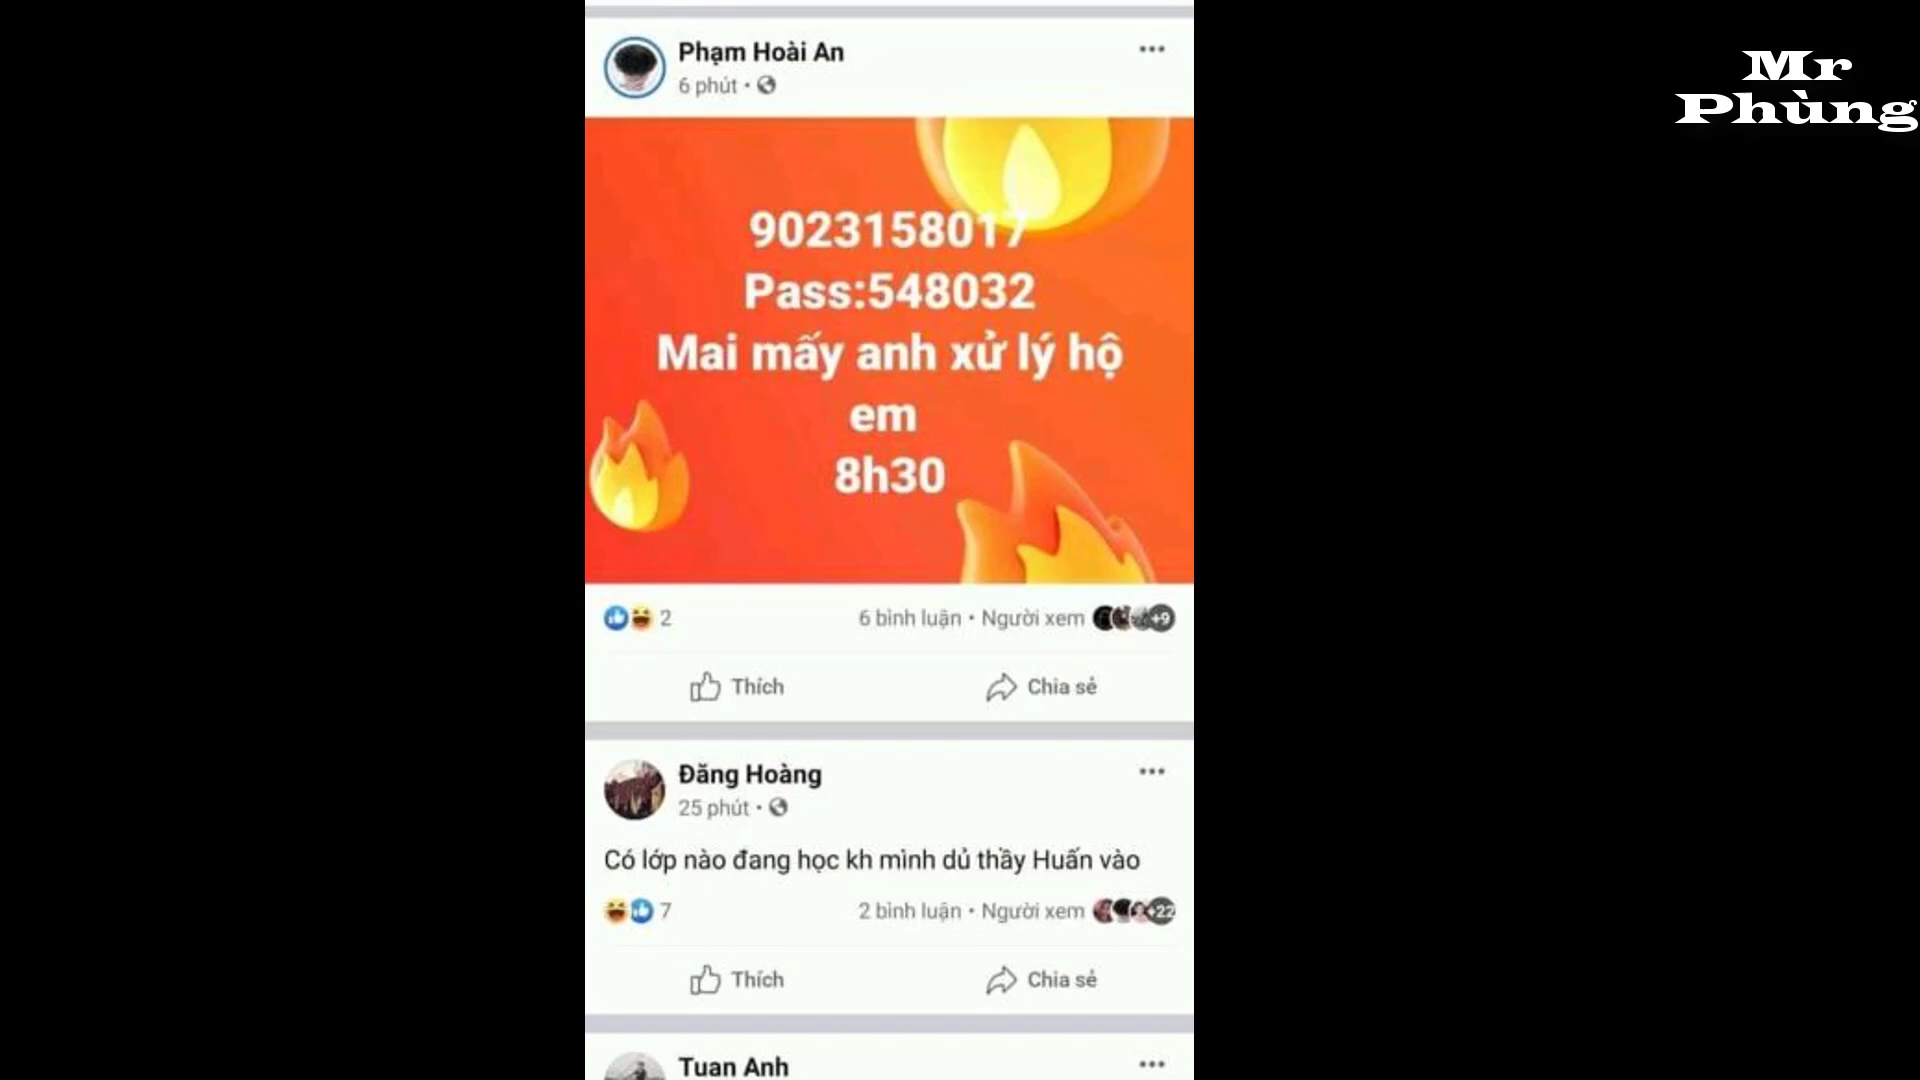 Phạm Hoài An
6 phút
9023158017
Pass:548032
Mai mấy anh xử lý hộ
em
8h30
2
6 bình luận • Người xem
+9
Thích
Chia sẻ
Đăng Hoàng
25 phút
Có lớp nào đang học kh mình dủ thầy Huấn vào
7
2 bình luận • Người xem
+22
Thích
Chia sẻ
Tuan Anh
Mr
Phùng